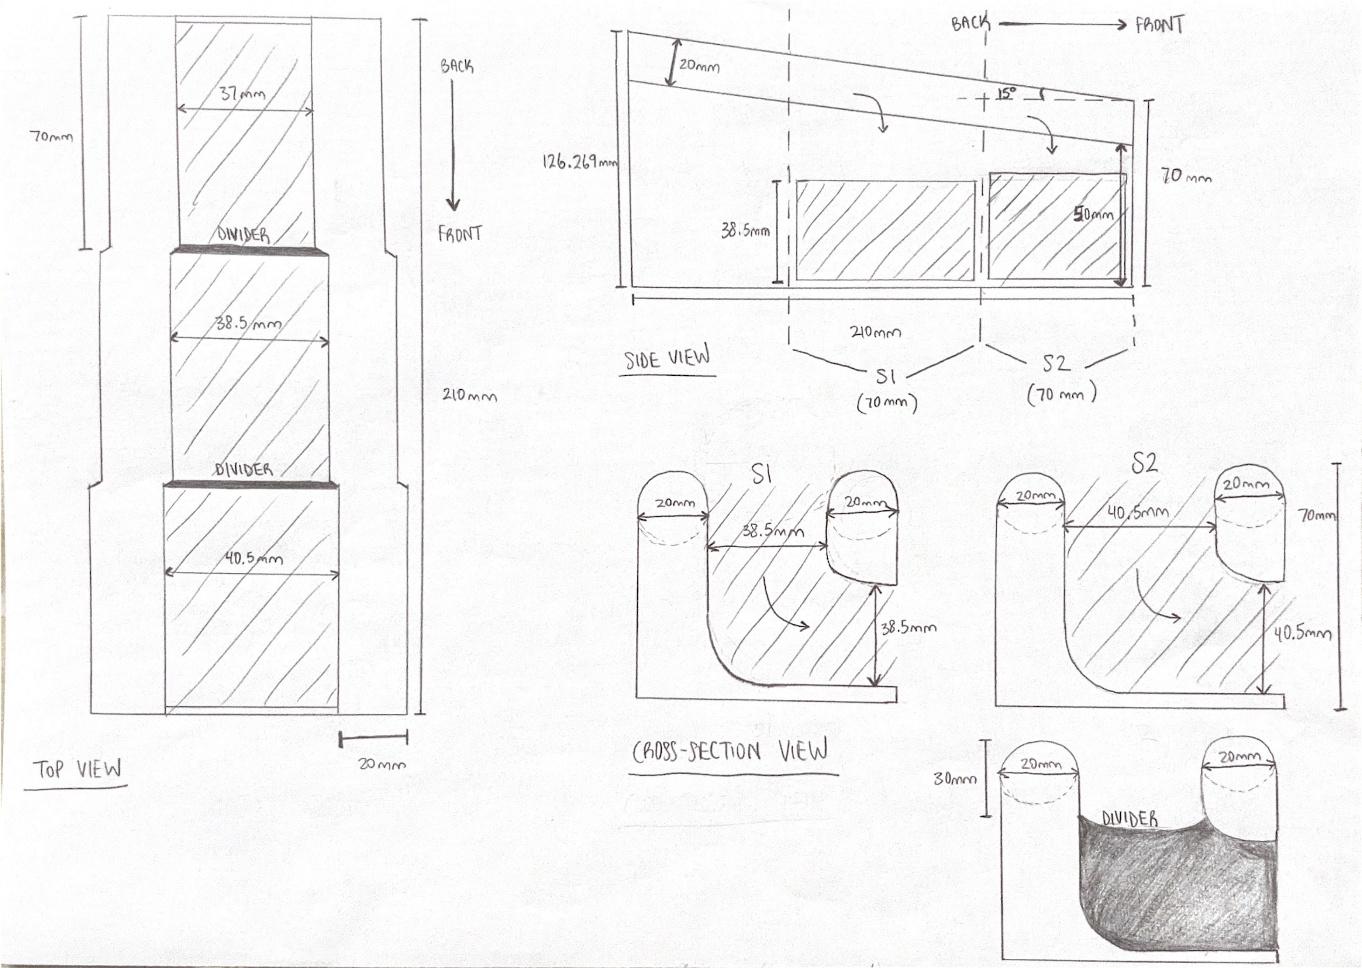 37mm
70mm
BACK
FRONT
DIVIDER
38.5mm
210mm
DIVIDER
40.5mm
20mm
TOP VIEW
BACK
FRONT
20mm
15°
126.269mm
70mm
50mm
38.5mm
210mm
SIDE VIEW
S1
(70mm)
S2
(70mm)
S1
20mm
20mm
38.5mm
38.5mm
S2
20mm
20mm
40.5mm
70mm
40.5mm
CROSS-SECTION VIEW
20mm
20mm
30mm
DIVIDER